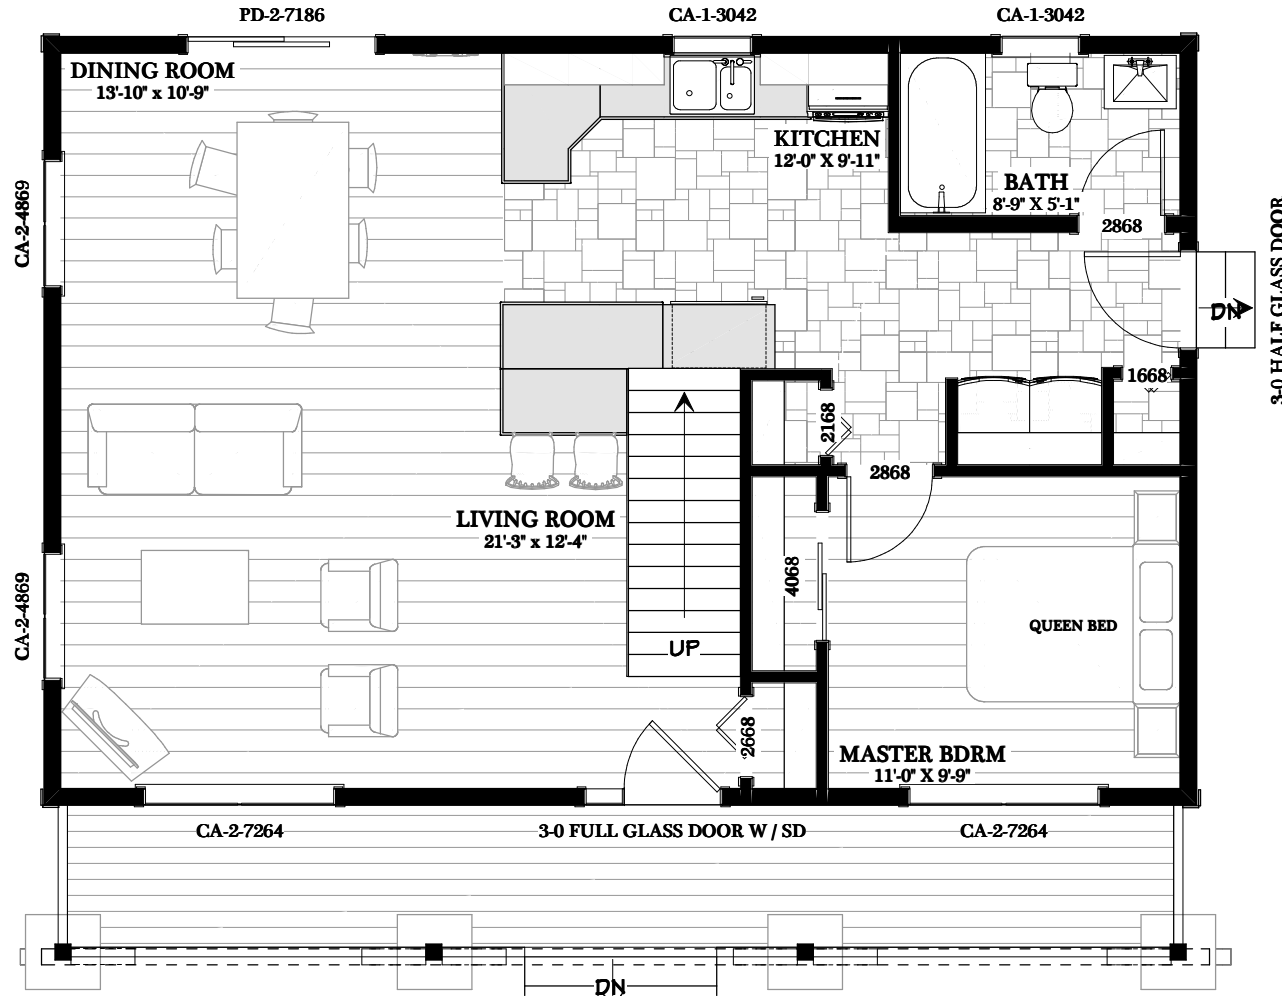 PD-2-7186
CA-1-3042
CA-1-3042
DINING ROOM
13'-10" x 10'-9"
KITCHEN
12'-0" X 9'-11"
BATH
8'-9" X 5'-1"
2868
CA-2-4869
3-0 HALF GLASS DOOR
DN
1668
2168
2868
LIVING ROOM
21'-3" x 12'-4"
4068
QUEEN BED
UP
CA-2-4869
2668
MASTER BDRM
11'-0" X 9'-9"
CA-2-7264
3-0 FULL GLASS DOOR W / SD
CA-2-7264
DN